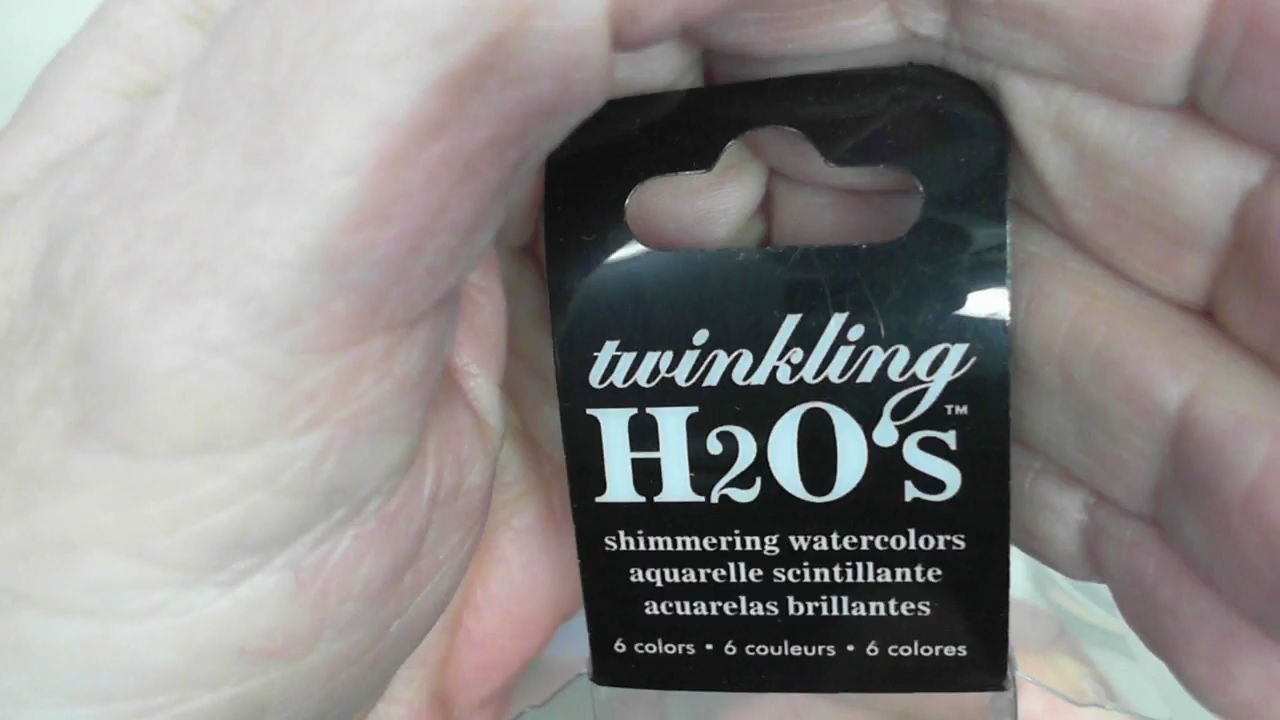 twinkling
H2O's™
shimmering watercolors
aquarelle scintillante
acuarelas brillantes
6 colors • 6 couleurs • 6 colores